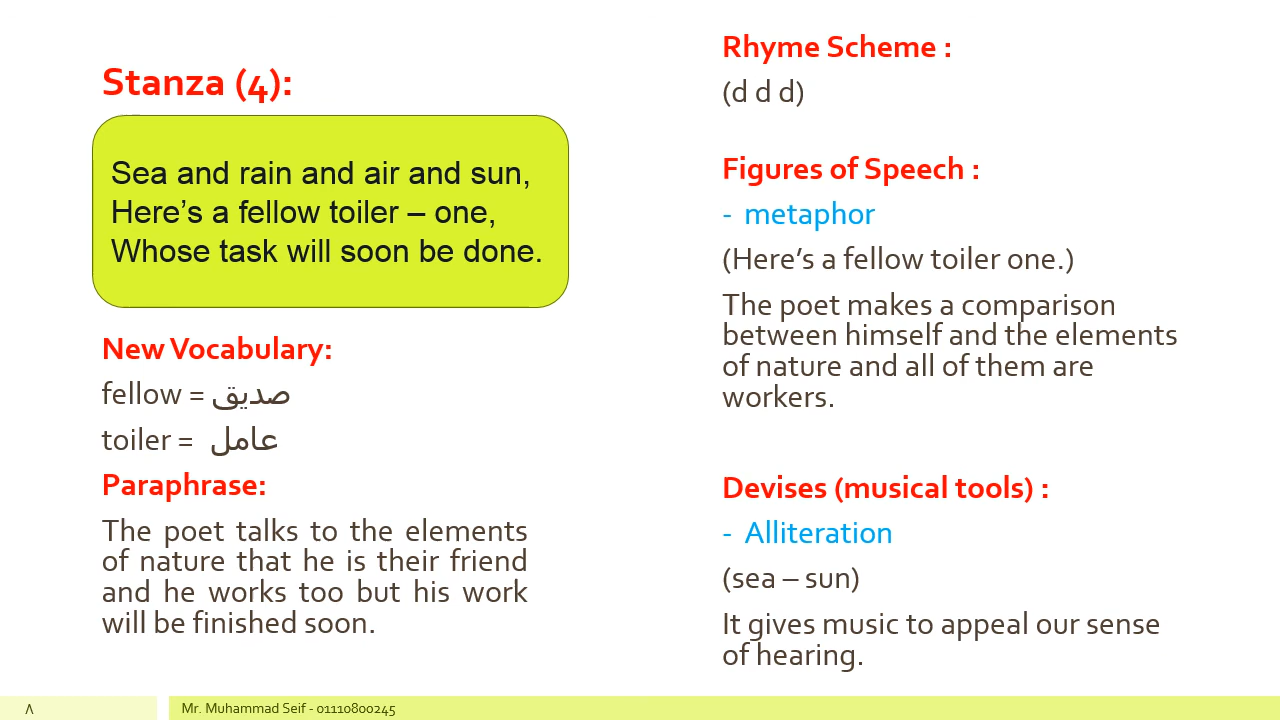 Stanza (4):
Sea and rain and air and sun,
Here's a fellow toiler – one,
Whose task will soon be done.
New Vocabulary:
fellow = صديق
toiler = عامل
Paraphrase:
The poet talks to the elements
of nature that he is their friend
and he works too but his work
will be finished soon.
Rhyme Scheme :
(d d d)
Figures of Speech :
- metaphor
(Here's a fellow toiler one.)
The poet makes a comparison
between himself and the elements
of nature and all of them are
workers.
Devises (musical tools) :
- Alliteration
(sea – sun)
It gives music to appeal our sense
of hearing.
٨
Mr. Muhammad Seif - 01110800245